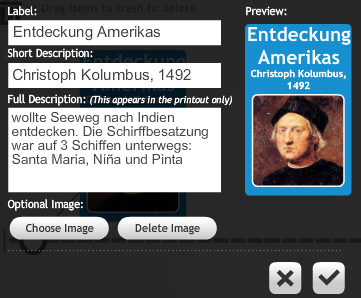 Drag items to trash to delete.
Label:
Entdeckung Amerikas
Short Description:
Christoph Kolumbus, 1492
Full Description: (This appears in the printout only)
wollte Seeweg nach Indien
entdecken. Die Schirffbesatzung
war auf 3 Schiffen unterwegs:
Santa Maria, Niña und Pinta
Optional Image:
Choose Image
Delete Image
Preview:
Entdeckung
Amerikas
Christoph Kolumbus,
1492